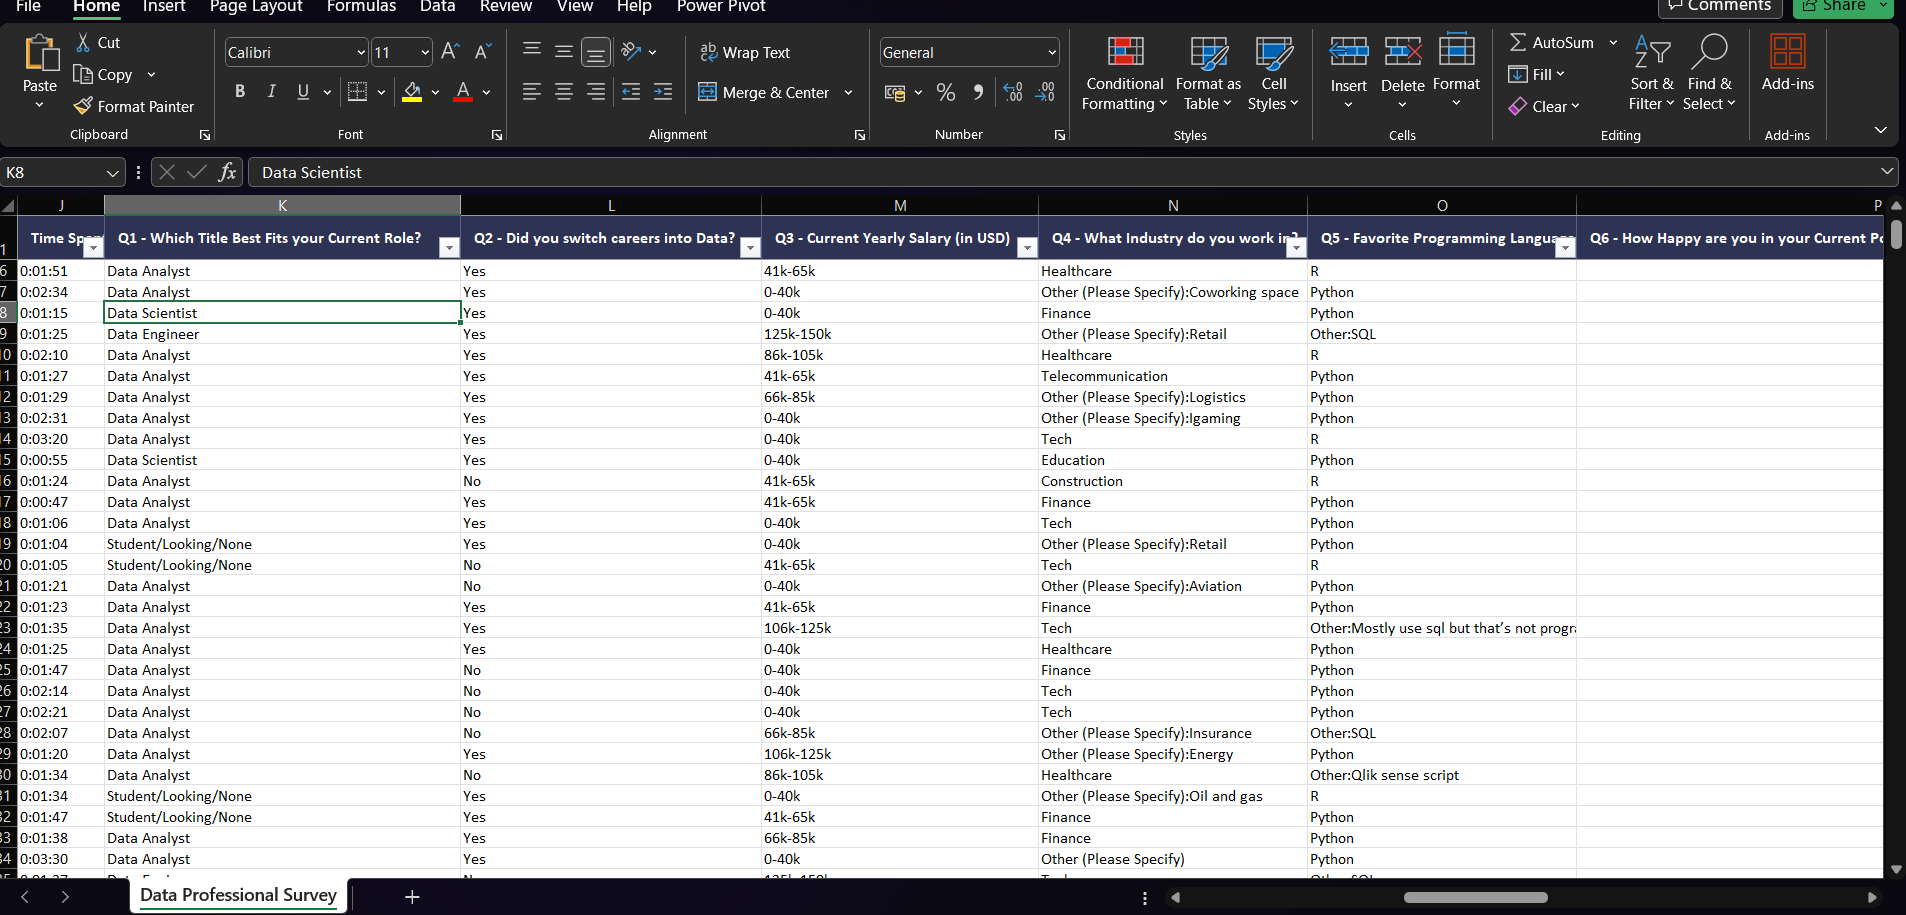 File Home Insert Page Layout Formulas Data Review View Help Power Pivot Comments Share
Paste Cut Copy Format Painter Clipboard
Calibri 11 A A B I U A Font
ab Wrap Text Merge & Center Alignment
General % 9 .00 .00 Number
Conditional Formatting Format as Table Cell Styles Styles
Insert Delete Format Cells
AutoSum Fill Clear Sort & Filter Find & Select Editing
Add-ins Add-ins
K8 fx Data Scientist
J K L M N O P
1 Time Q1 - Which Title Best Fits your Current Role? Q2 - Did you switch careers into Data? Q3 - Current Yearly Salary (in USD) Q4 - What Industry do you work in? Q5 - Favorite Programming Q6 - How Happy are you in your Current
6 0:01:51 Data Analyst Yes 41k-65k Healthcare R
7 0:02:34 Data Analyst Yes 0-40k Other (Please Specify):Coworking space Python
8 0:01:15 Data Scientist Yes 0-40k Finance Python
9 0:01:25 Data Engineer Yes 125k-150k Other (Please Specify):Retail Other:SQL
0:02:10 Data Analyst Yes 86k-105k Healthcare R
0:01:27 Data Analyst Yes 41k-65k Telecommunication Python
0:01:29 Data Analyst Yes 66k-85k Other (Please Specify):Logistics Python
0:02:31 Data Analyst Yes 0-40k Other (Please Specify):Igaming Python
0:03:20 Data Analyst Yes 0-40k Tech R
0:00:55 Data Scientist Yes 0-40k Education Python
0:01:24 Data Analyst No 41k-65k Construction R
0:00:47 Data Analyst Yes 41k-65k Finance Python
0:01:06 Data Analyst Yes 0-40k Tech Python
0:01:04 Student/Looking/None Yes 0-40k Other (Please Specify):Retail Python
0:01:05 Student/Looking/None No 41k-65k Tech R
0:01:21 Data Analyst No 0-40k Other (Please Specify):Aviation Python
0:01:23 Data Analyst Yes 41k-65k Finance Python
0:01:35 Data Analyst Yes 106k-125k Tech Other:Mostly use sql but that's not
0:01:25 Data Analyst Yes 0-40k Healthcare Python
0:01:47 Data Analyst No 0-40k Finance Python
0:02:14 Data Analyst No 0-40k Tech Python
0:02:21 Data Analyst No 0-40k Tech Python
0:02:07 Data Analyst No 66k-85k Other (Please Specify):Insurance Other:SQL
0:01:20 Data Analyst Yes 106k-125k Other (Please Specify):Energy Python
0:01:34 Data Analyst No 86k-105k Healthcare Other:Qlik sense script
0:01:34 Student/Looking/None Yes 0-40k Other (Please Specify):Oil and gas R
0:01:47 Student/Looking/None Yes 41k-65k Finance Python
0:01:38 Data Analyst Yes 66k-85k Finance Python
0:03:30 Data Analyst Yes 0-40k Other (Please Specify) Python
Data Professional Survey